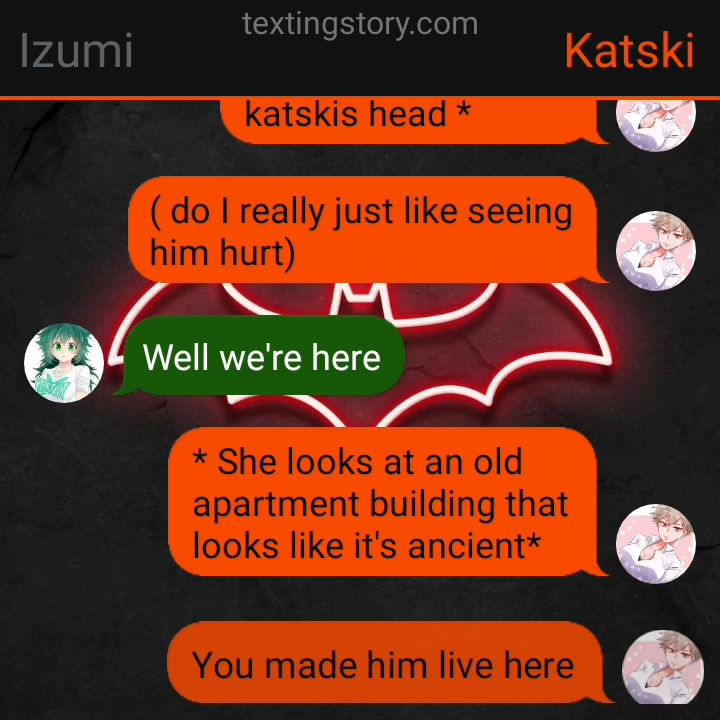 textingstory.com
Izumi
Katski
katskis head *
( do I really just like seeing
him hurt)
Well we're here
* She looks at an old
apartment building that
looks like it's ancient*
You made him live here